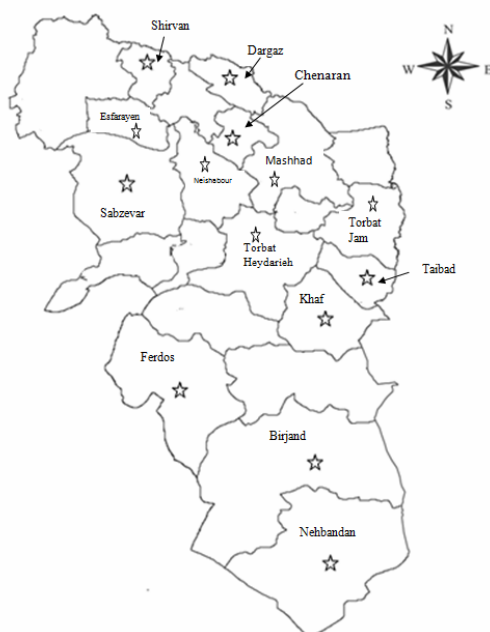 Shirvan
N
Dargaz
W
E
Chenaran
S
Esfarayen
Mashhad
Neishabour
Sabzevar
Torbat
Jam
Torbat
Heydarieh
Taibad
Khaf
Ferdos
Birjand
Nehbandan